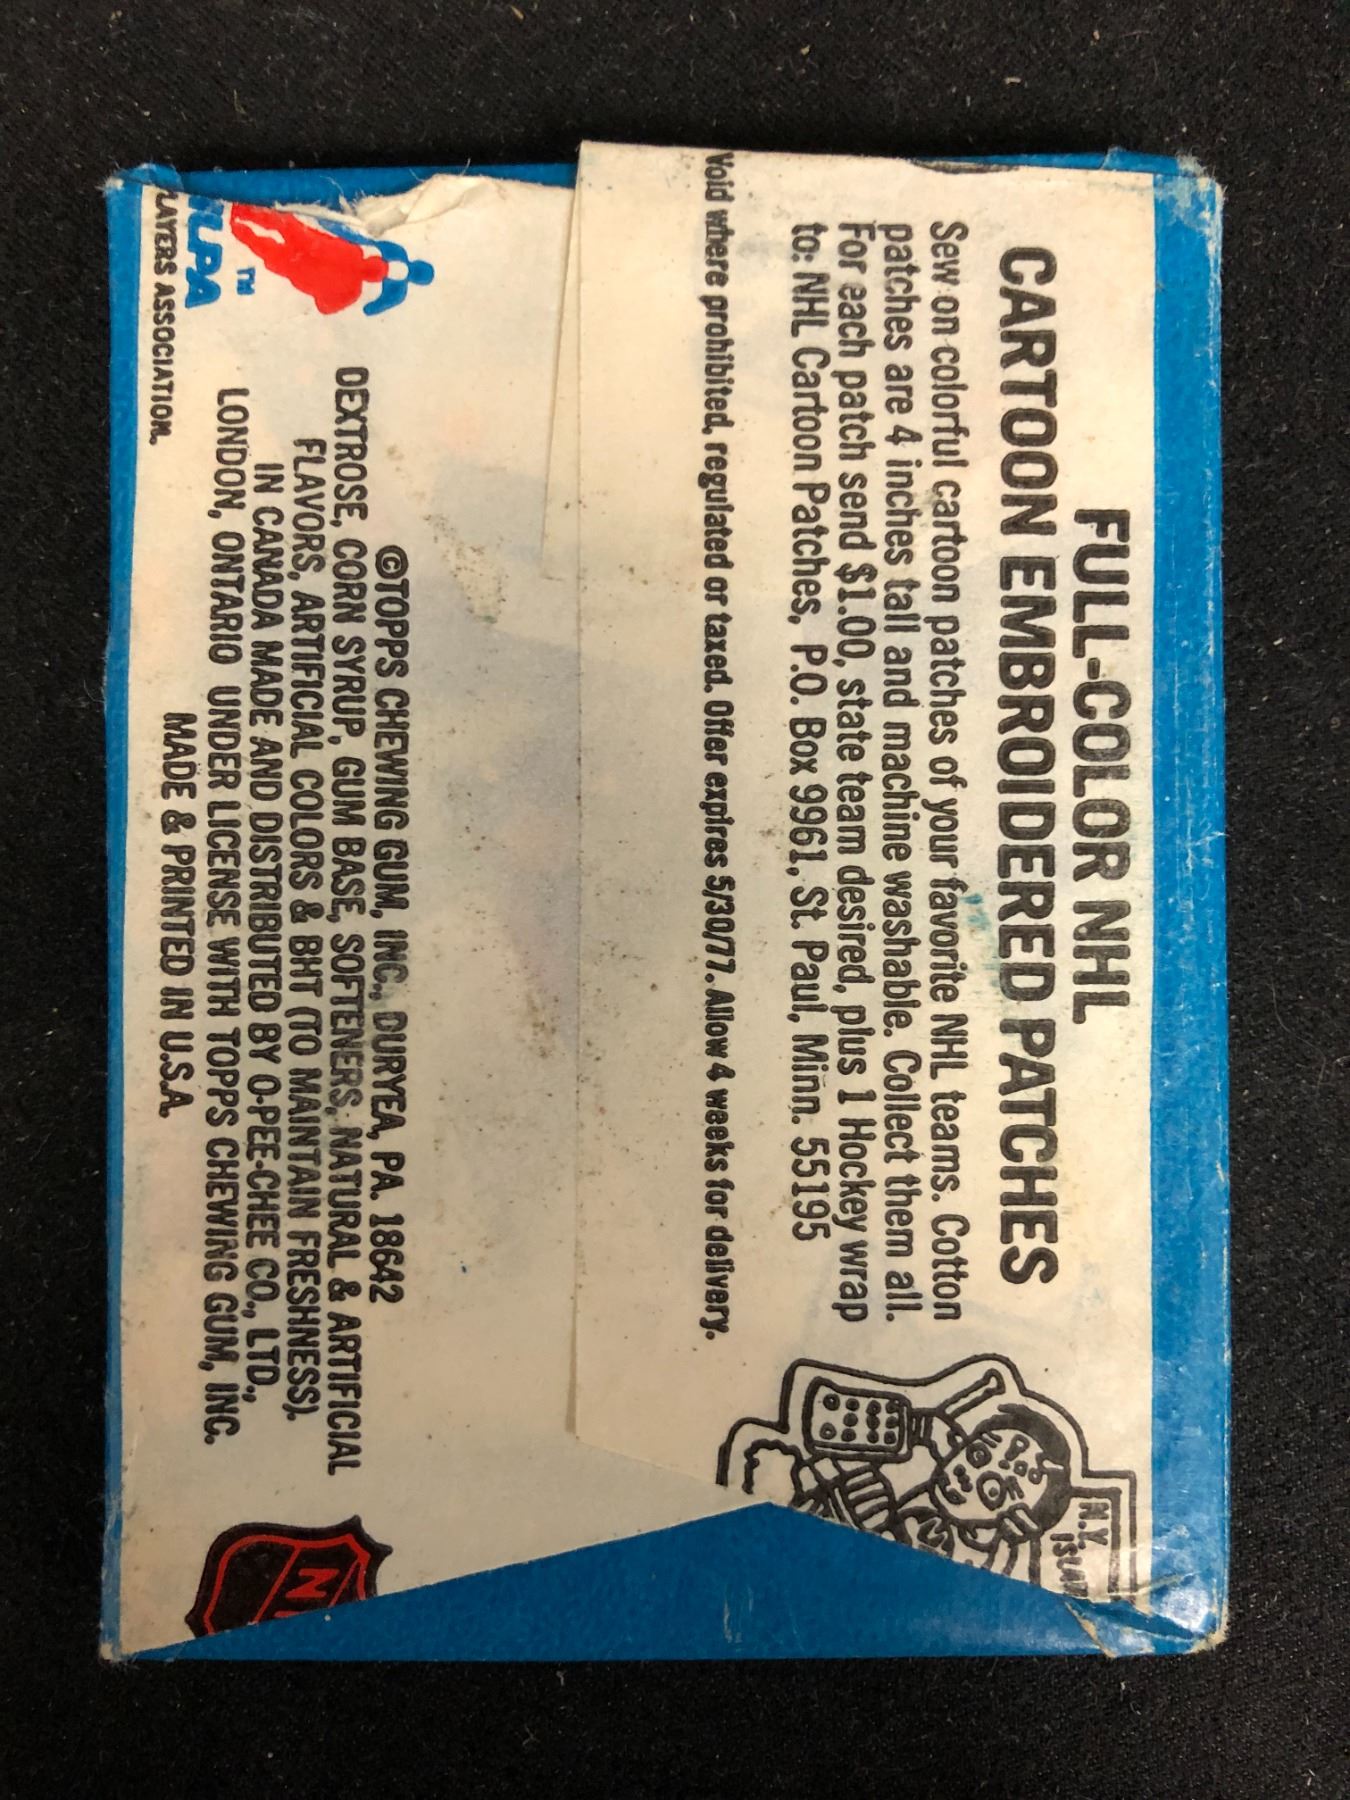 FULL-COLOR NHL
CARTOON EMBROIDERED PATCHES
Sew on colorful cartoon patches of your favorite NHL teams. Cotton
patches are 4 inches tall and machine washable. Collect them all.
For each patch send $1.00, state team desired, plus 1 Hockey wrap
to: NHL Cartoon Patches, P.O. Box 9961, St. Paul, Minn. 55195
Void where prohibited, regulated or taxed. Offer expires 5/30/77. Allow 4 weeks for delivery.
N.Y.
ISLA
©TOPPS CHEWING GUM, INC., DURYEA, PA. 18642
DEXTROSE, CORN SYRUP, GUM BASE, SOFTENERS, NATURAL & ARTIFICIAL
FLAVORS, ARTIFICIAL COLORS & BHT (TO MAINTAIN FRESHNESS).
IN CANADA MADE AND DISTRIBUTED BY O-PEE-CHEE CO., LTD.,
LONDON, ONTARIO UNDER LICENSE WITH TOPPS CHEWING GUM, INC.
MADE & PRINTED IN U.S.A.
LPA TM
LAYERS ASSOCIATION.
N